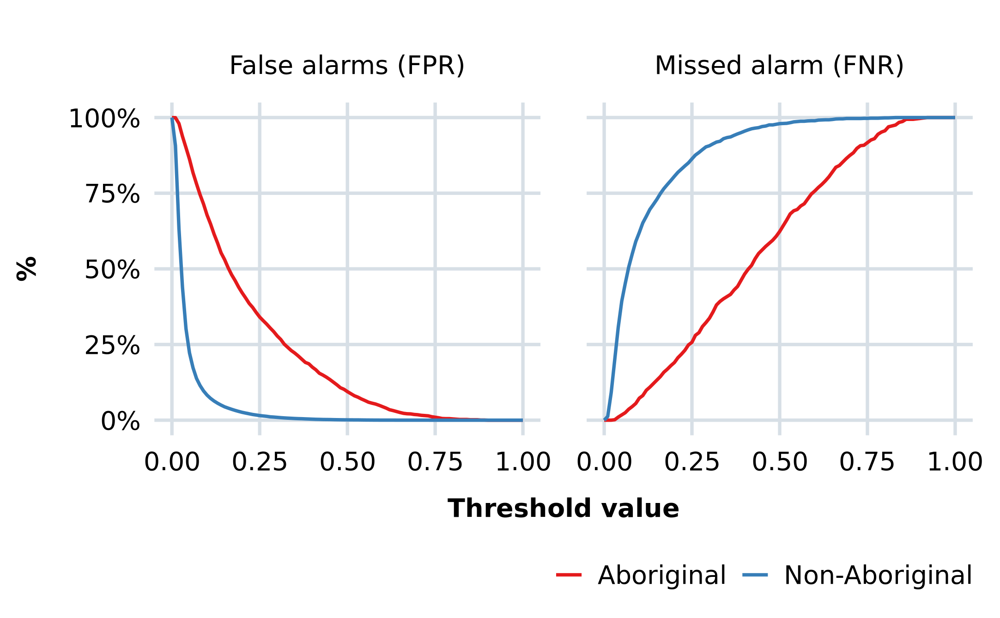 False alarms (FPR) Missed alarm (FNR)
100%
75%
50%
25%
0%
%
0.00 0.25 0.50 0.75 1.00 0.00 0.25 0.50 0.75 1.00
Threshold value
Aboriginal Non-Aboriginal